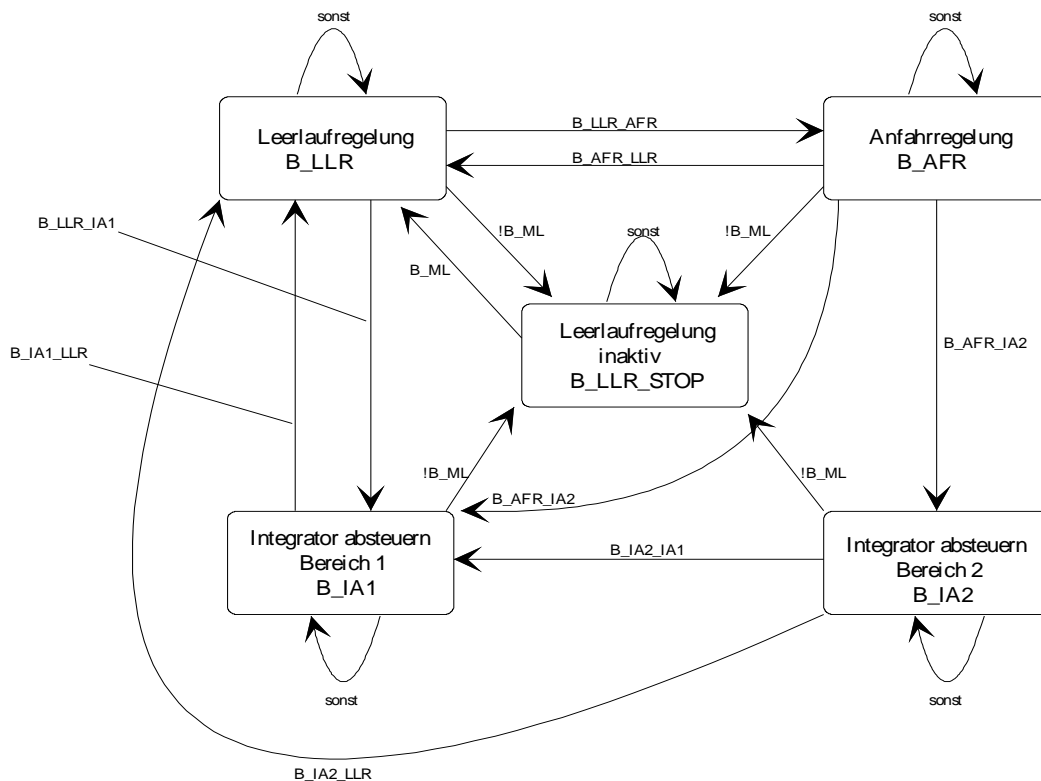 sonst
sonst
Leerlaufregelung
B_LLR
B_LLR_AFR
B_AFR_LLR
Anfahrregelung
B_AFR
B_LLR_IA1
!B_ML
B_ML
sonst
!B_ML
Leerlaufregelung
inaktiv
B_LLR_STOP
B_IA1_LLR
B_AFR_IA2
!B_ML
B_AFR_IA2
!B_ML
Integrator absteuern
Bereich 1
B_IA1
B_IA2_IA1
Integrator absteuern
Bereich 2
B_IA2
sonst
sonst
B_IA2_LLR